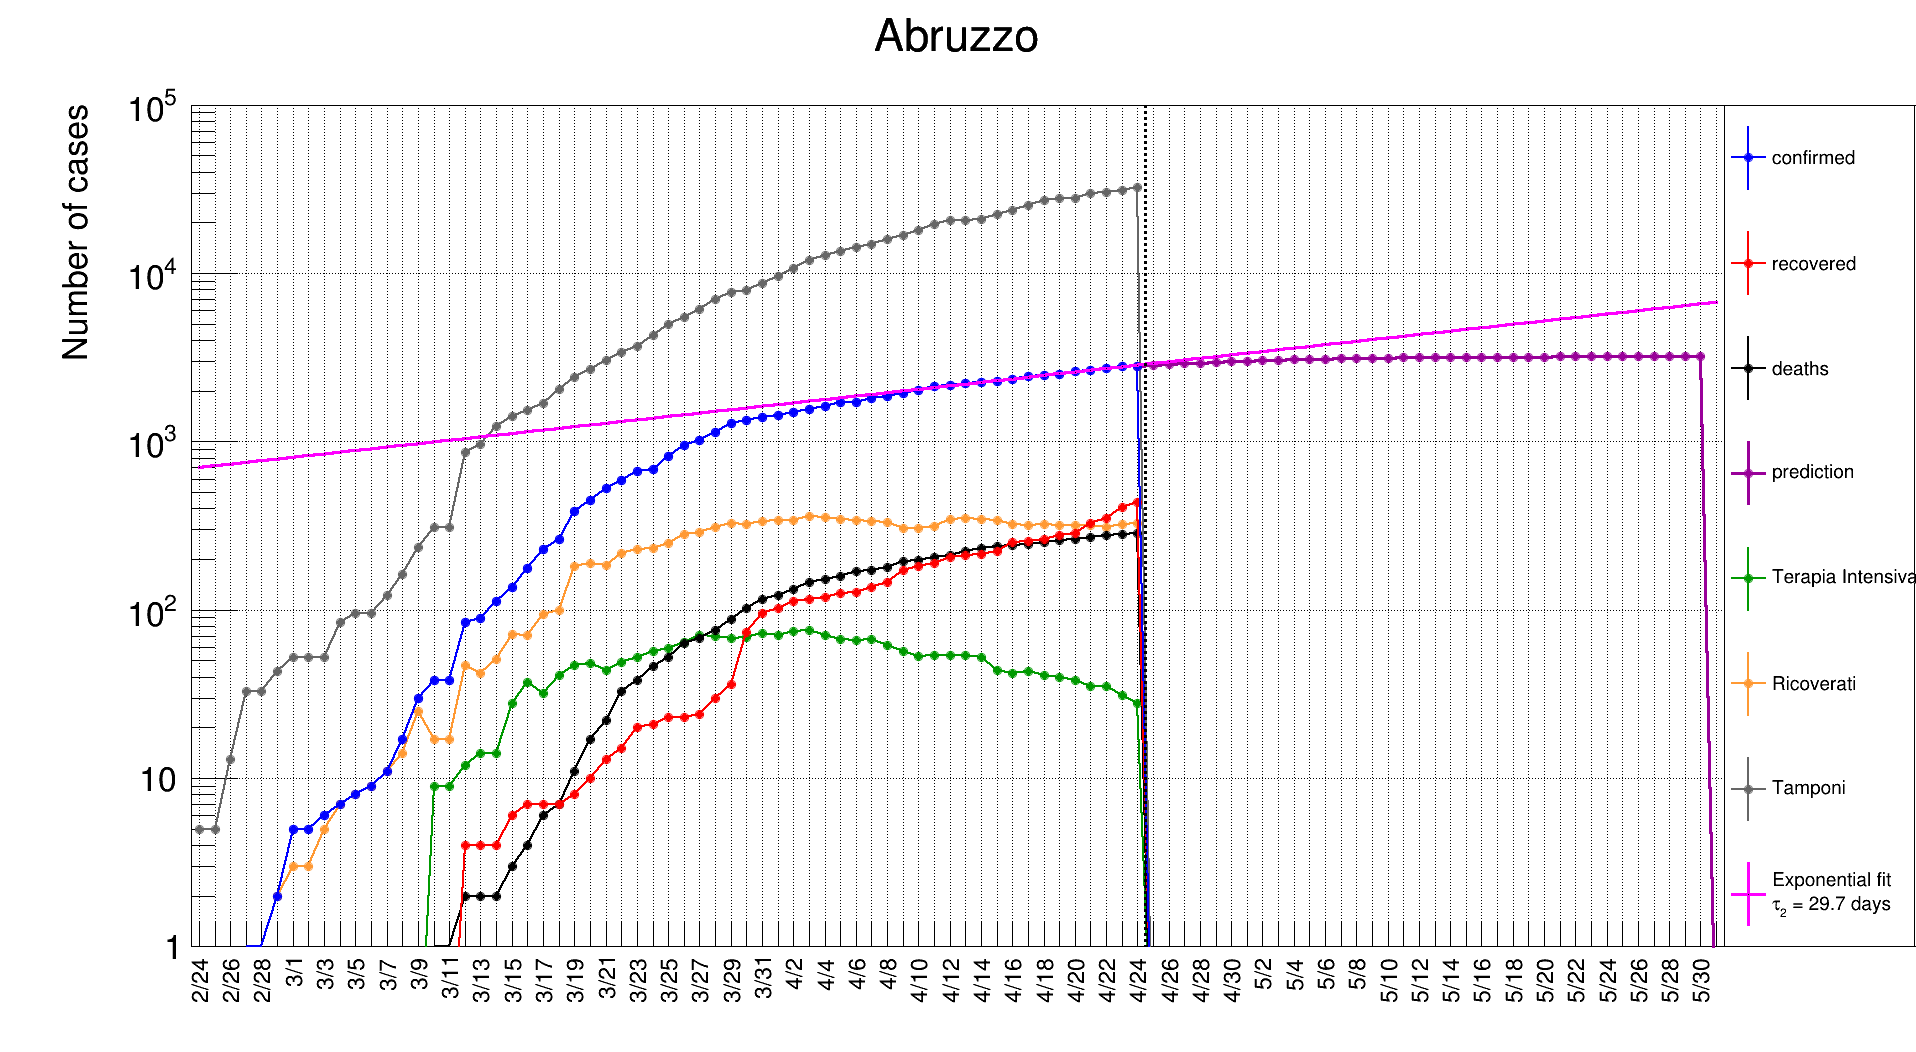 Abruzzo
Number of cases
10^5
10^4
10^3
10^2
10
1
2/24 2/26 2/28 3/1 3/3 3/5 3/7 3/9 3/11 3/13 3/15 3/17 3/19 3/21 3/23 3/25 3/27 3/29 3/31 4/2 4/4 4/6 4/8 4/10 4/12 4/14 4/16 4/18 4/20 4/22 4/24 4/26 4/28 4/30 5/2 5/4 5/6 5/8 5/10 5/12 5/14 5/16 5/18 5/20 5/22 5/24 5/26 5/28 5/30
confirmed
recovered
deaths
prediction
Terapia Intensiva
Ricoverati
Tamponi
Exponential fit
τ₂ = 29.7 days